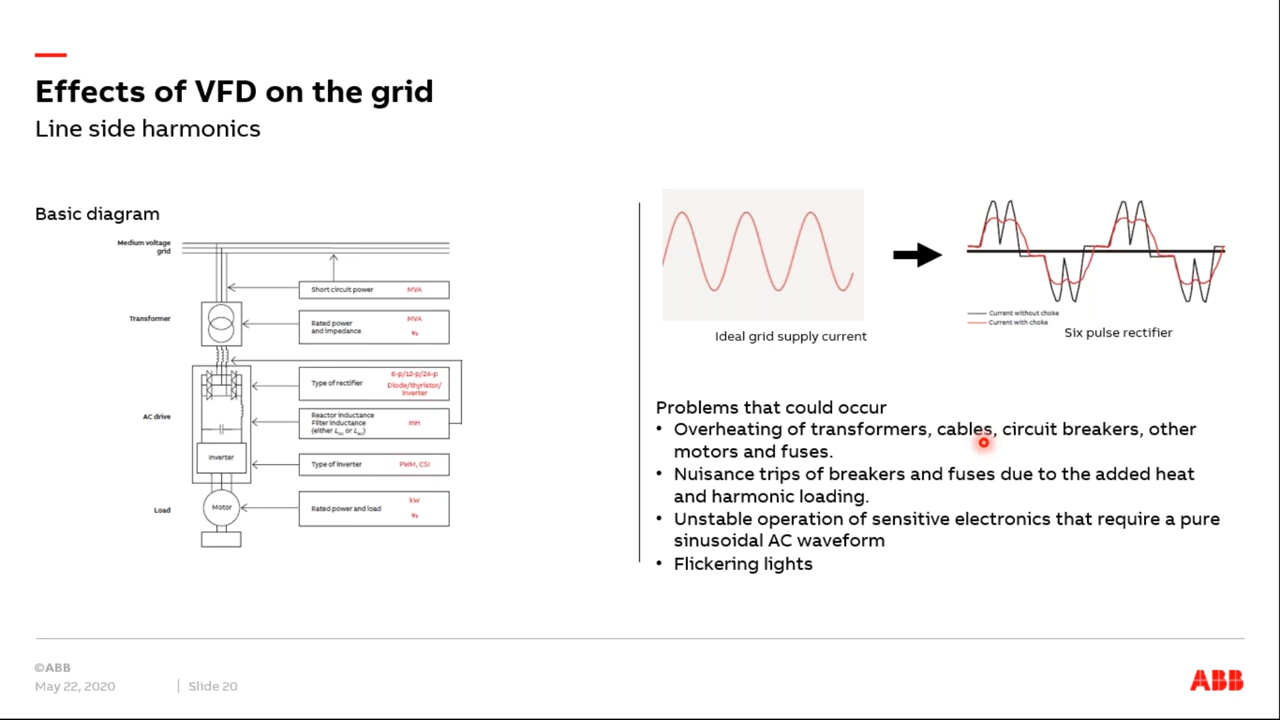 Effects of VFD on the grid
Line side harmonics
Basic diagram
Medium voltage
grid
Short circuit power MVA
Transformer
Rated power
and impedance
MVA
%
Type of rectifier
6-p/12-p/24-p
Diode/thyristor/
inverter
AC drive
Reactor inductance
Filter inductance
(either LDC or LAC)
mH
Inverter
Type of inverter PWM, CSI
Load
Motor
Rated power and load
kW
%
Ideal grid supply current
Current without choke
Current with choke
Six pulse rectifier
Problems that could occur
• Overheating of transformers, cables, circuit breakers, other
motors and fuses.
• Nuisance trips of breakers and fuses due to the added heat
and harmonic loading.
• Unstable operation of sensitive electronics that require a pure
sinusoidal AC waveform
• Flickering lights
©ABB
May 22, 2020 | Slide 20
ABB